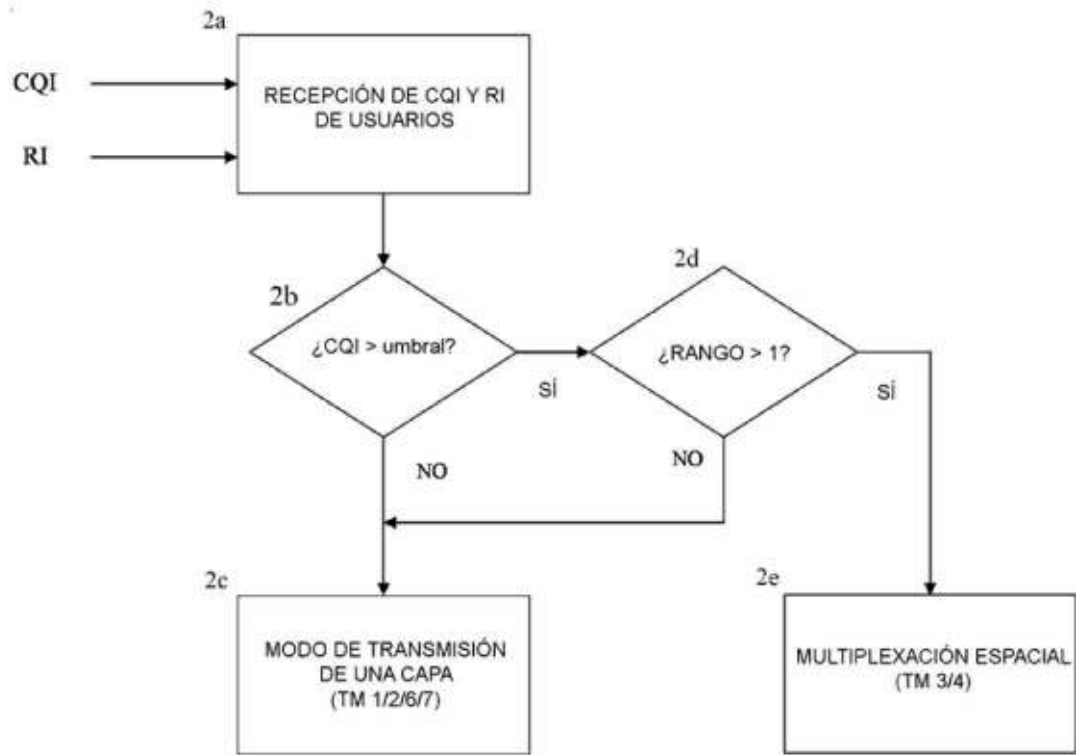 2a
CQI
RI
RECEPCIÓN DE CQI Y RI
DE USUARIOS
2b
¿CQI > umbral?
SÍ
NO
2d
¿RANGO > 1?
SÍ
NO
2c
MODO DE TRANSMISIÓN
DE UNA CAPA
(TM 1/2/6/7)
2e
MULTIPLEXACIÓN ESPACIAL
(TM 3/4)